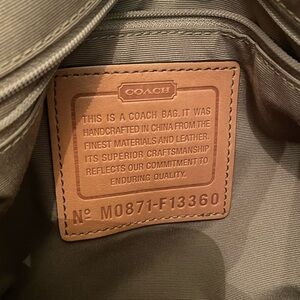 COACH
THIS IS A COACH BAG. IT WAS
HANDCRAFTED IN CHINA FROM THE
FINEST MATERIALS AND LEATHER.
ITS SUPERIOR CRAFTSMANSHIP
REFLECTS OUR COMMITMENT TO
ENDURING QUALITY.
Nº M0871-F13360